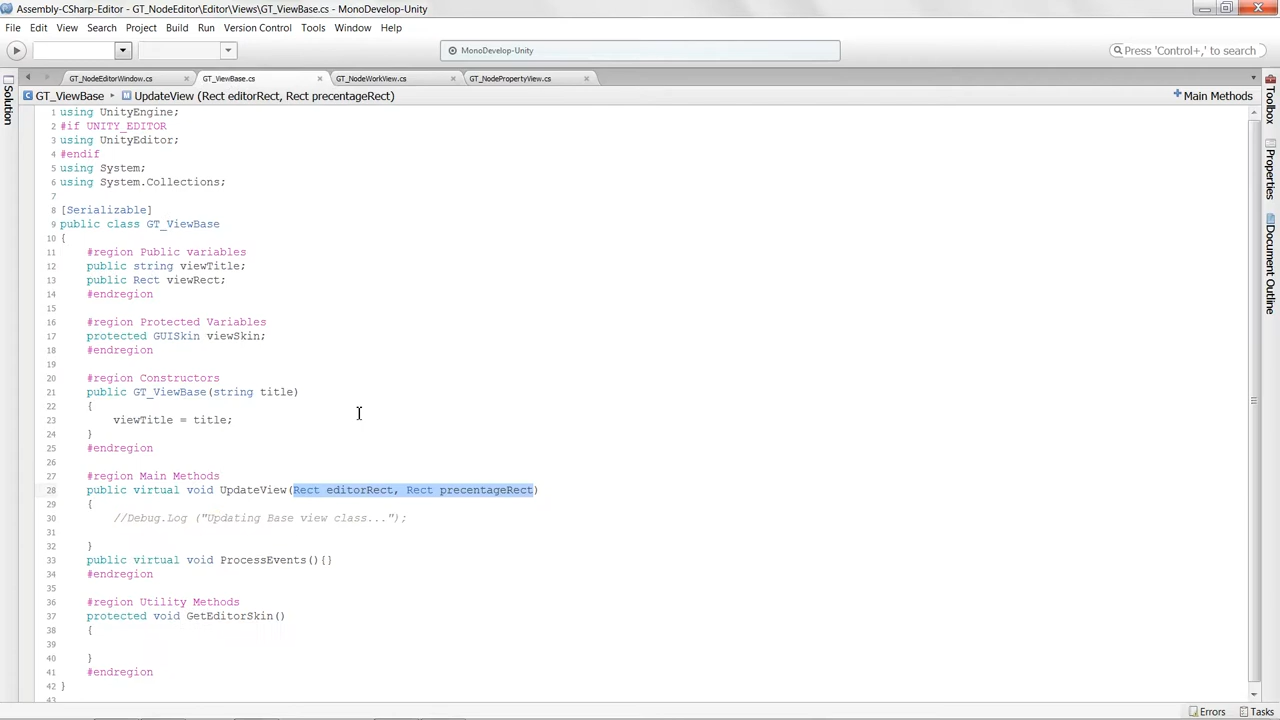 Assembly-CSharp-Editor - GT_NodeEditor\Editor\Views\GT_ViewBase.cs - MonoDevelop-Unity
File Edit View Search Project Build Run Version Control Tools Window Help
MonoDevelop-Unity
Press 'Control+,' to search
GT_NodeEditorWindow.cs GT_ViewBase.cs GT_NodeWorkView.cs GT_NodePropertyView.cs
GT_ViewBase UpdateView (Rect editorRect, Rect precentageRect) Main Methods
Solution
Toolbox
Properties
Document Outline
1 using UnityEngine;
2 #if UNITY_EDITOR
3 using UnityEditor;
4 #endif
5 using System;
6 using System.Collections;
7
8 [Serializable]
9 public class GT_ViewBase
10 {
11 #region Public variables
12 public string viewTitle;
13 public Rect viewRect;
14 #endregion
15
16 #region Protected Variables
17 protected GUISkin viewSkin;
18 #endregion
19
20 #region Constructors
21 public GT_ViewBase(string title)
22 {
23 viewTitle = title;
24 }
25 #endregion
26
27 #region Main Methods
28 public virtual void UpdateView(Rect editorRect, Rect precentageRect)
29 {
30 //Debug.Log ("Updating Base view class...");
31
32 }
33 public virtual void ProcessEvents(){}
34 #endregion
35
36 #region Utility Methods
37 protected void GetEditorSkin()
38 {
39
40 }
41 #endregion
42 }
43
Errors Tasks